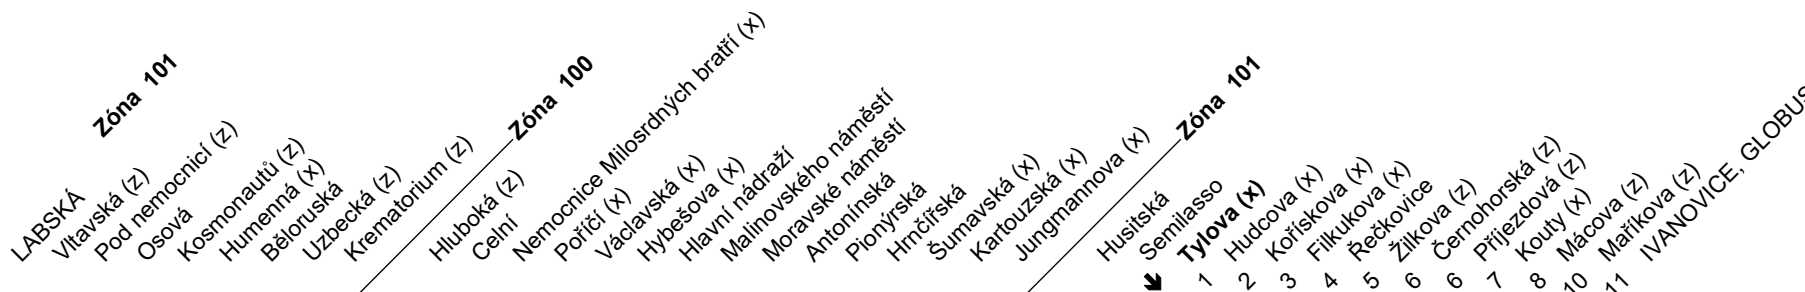 Zóna 101
LABSKÁ
Vltavská (z)
Pod nemocnicí (z)
Osová
Kosmonautů (z)
Humenná (x)
Běloruská
Uzbecká (z)
Krematorium (z)
Zóna 100
Hluboká (z)
Celní
Nemocnice Milosrdných bratří (x)
Poříčí (x)
Václavská (x)
Hybešova (x)
Hlavní nádraží
Malinovského náměstí
Moravské náměstí
Antonínská
Pionýrská
Hrnčířská
Šumavská (x)
Kartouzská (x)
Jungmannova (x)
Zóna 101
Husitská
Semilasso
Tylova (x)
1 Hudcova (x)
2 Kořískova (x)
3 Filkukova (x)
4 Řečkovice
5 Žilkova (z)
6 Černohorská (z)
6 Příjezdová (z)
7 Kouty (x)
8 Mácova (z)
10 Maříkova (z)
11 IVANOVICE, GLOBUS